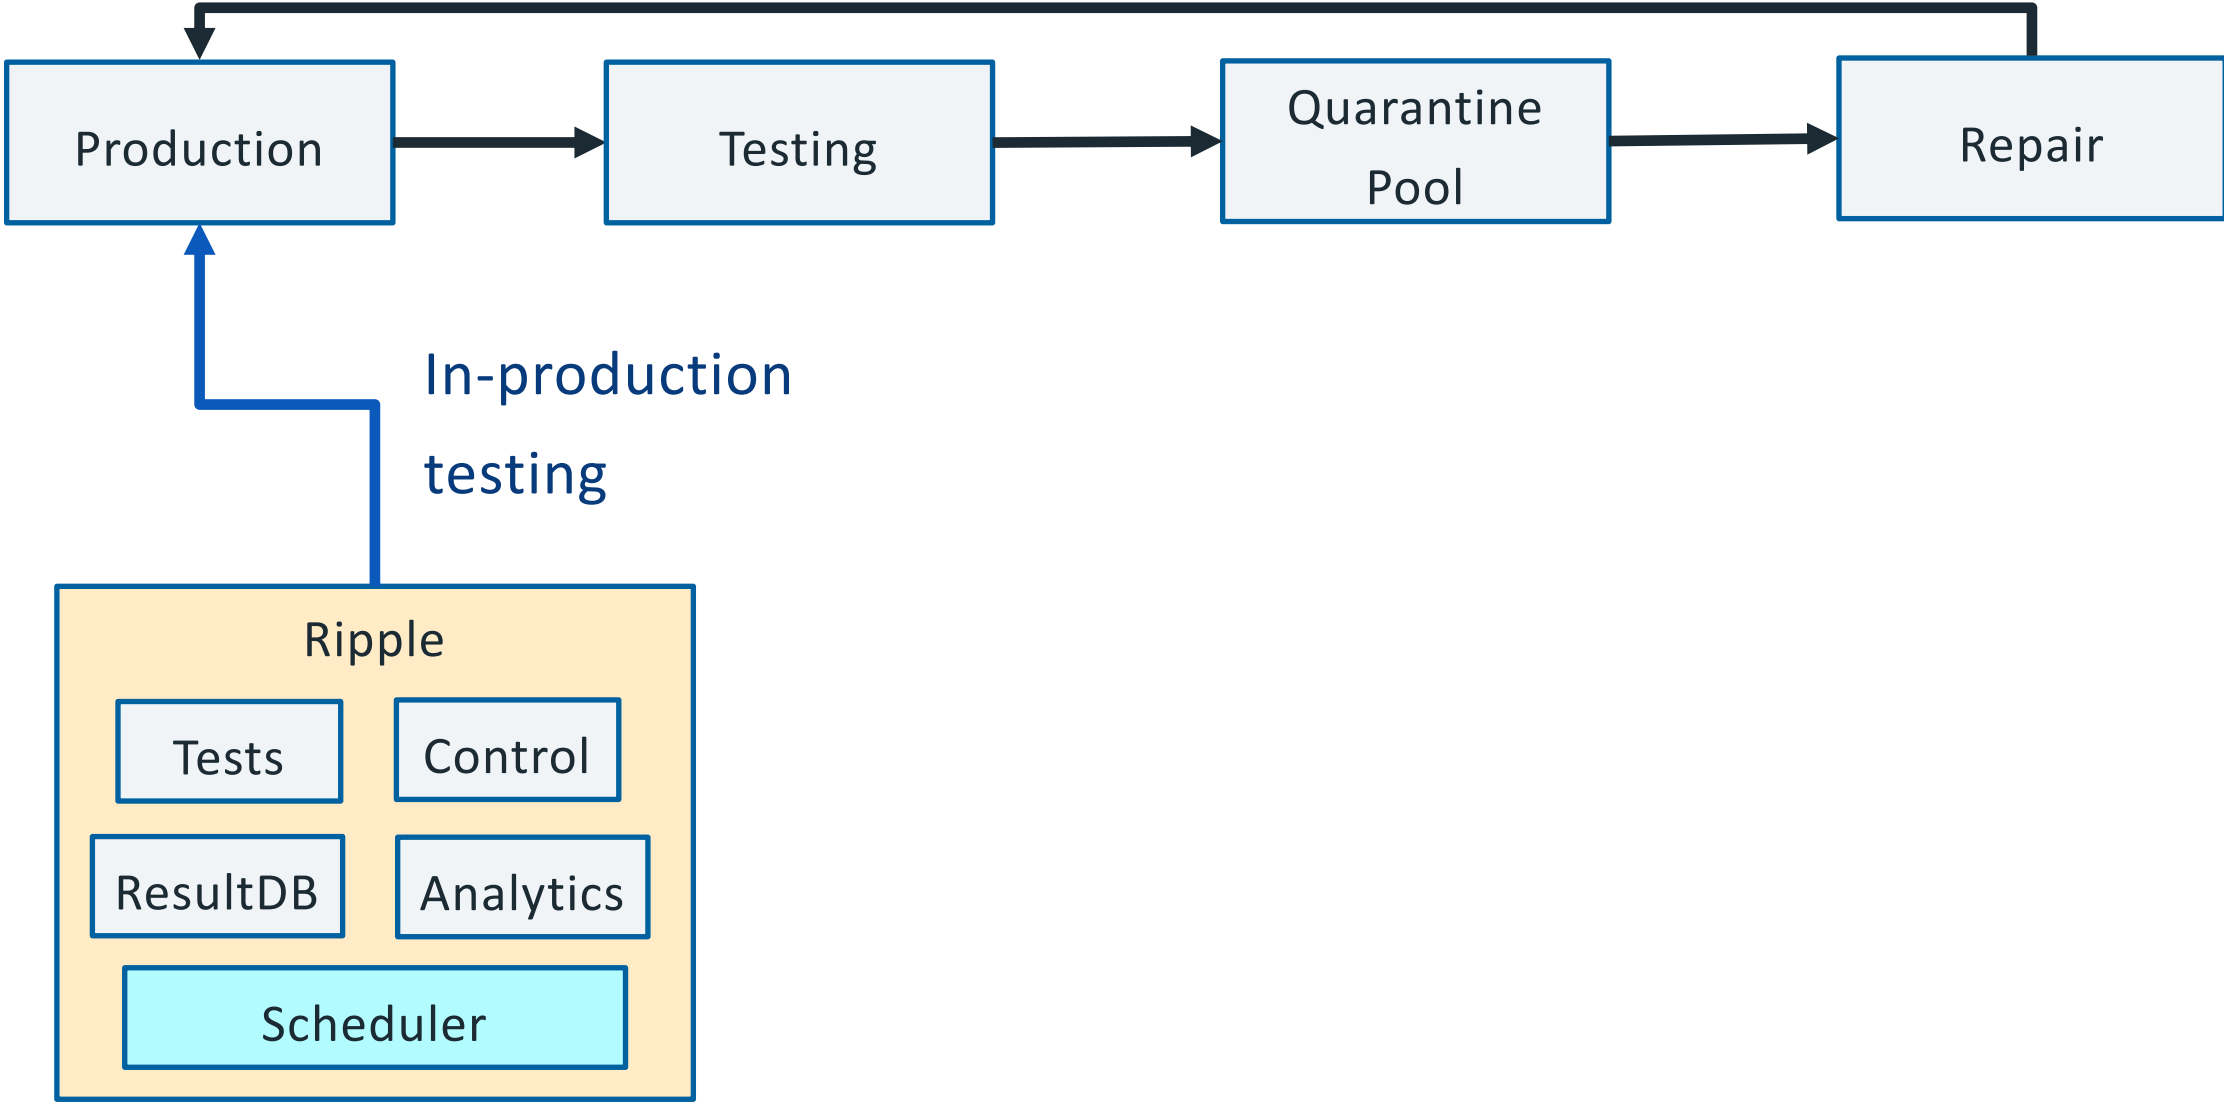 Production
Testing
Quarantine
Pool
Repair
In-production
testing
Ripple
Tests
Control
ResultDB
Analytics
Scheduler